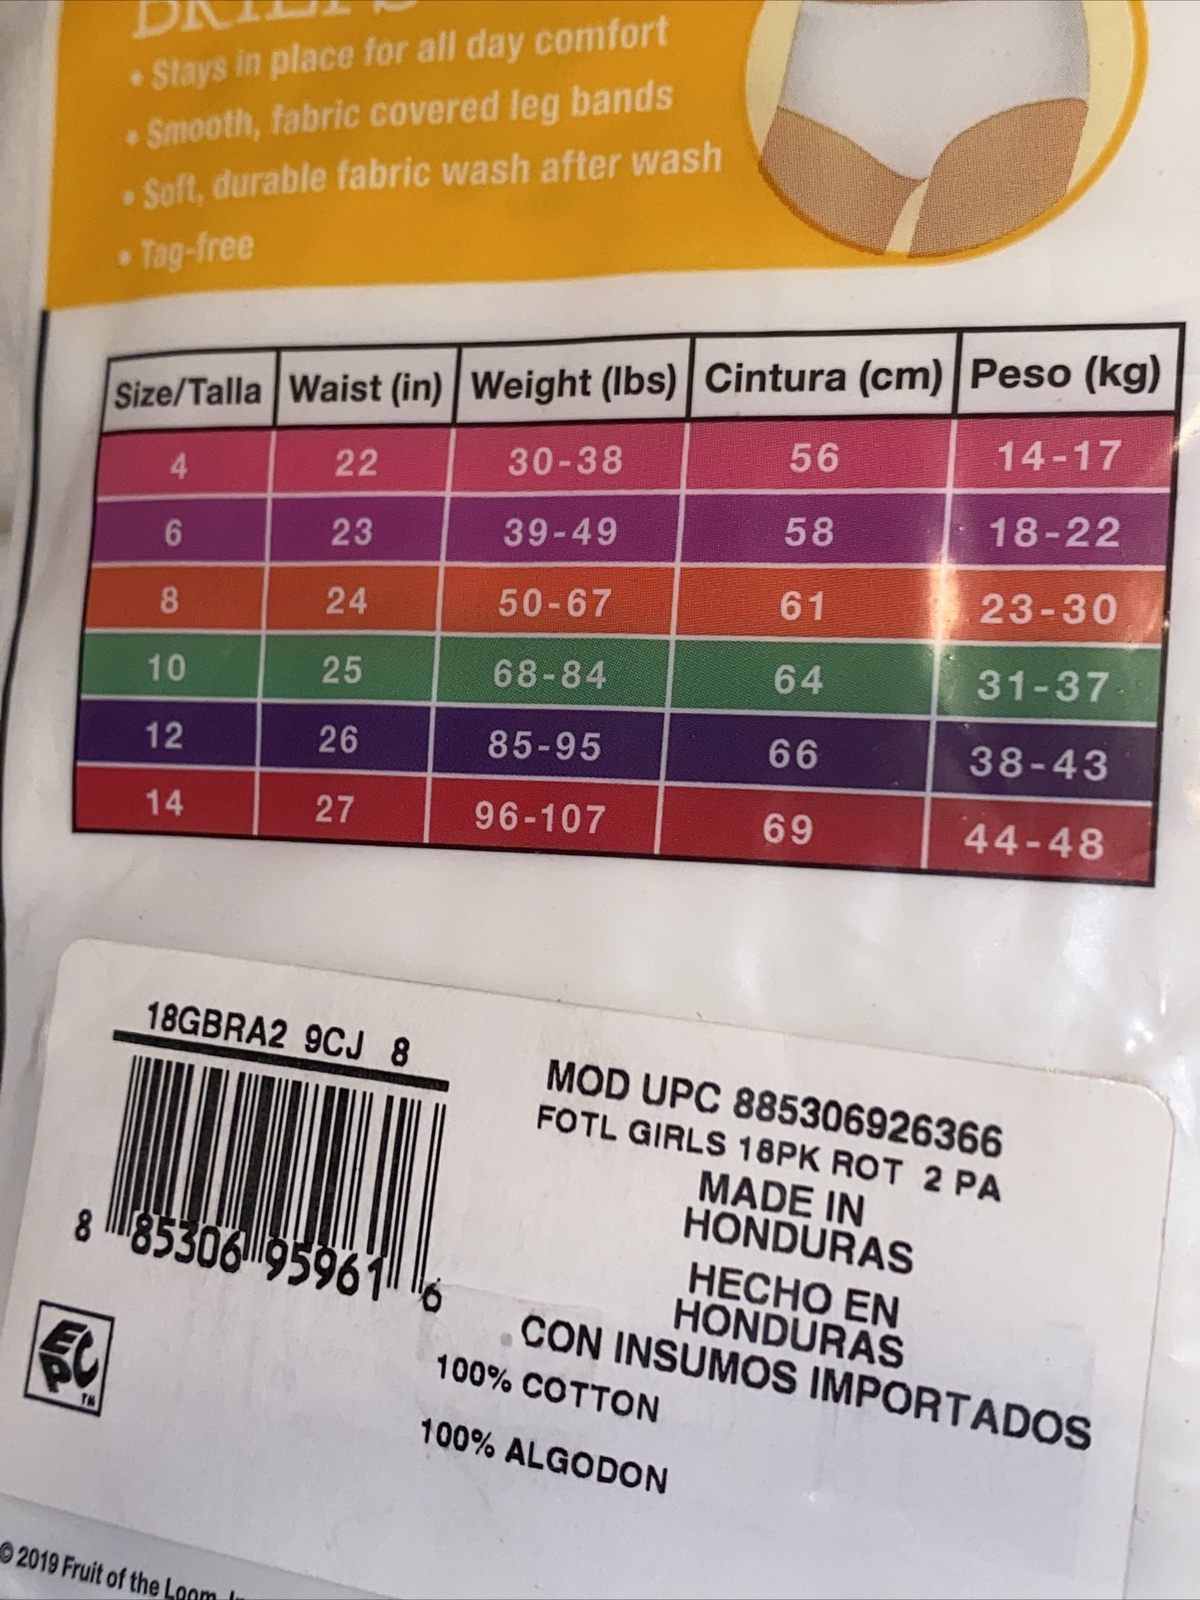 BRIEFS
• Stays in place for all day comfort
• Smooth, fabric covered leg bands
• Soft, durable fabric wash after wash
• Tag-free
Size/Talla Waist (in) Weight (lbs) Cintura (cm) Peso (kg)
4 22 30-38 56 14-17
6 23 39-49 58 18-22
8 24 50-67 61 23-30
10 25 68-84 64 31-37
12 26 85-95 66 38-43
14 27 96-107 69 44-48
18GBRA2 9CJ 8
8 85306 95961 6
EPC TM
MOD UPC 885306926366
FOTL GIRLS 18PK ROT 2 PA
MADE IN
HONDURAS
HECHO EN
HONDURAS
CON INSUMOS IMPORTADOS
100% COTTON
100% ALGODON
© 2019 Fruit of the Loom,